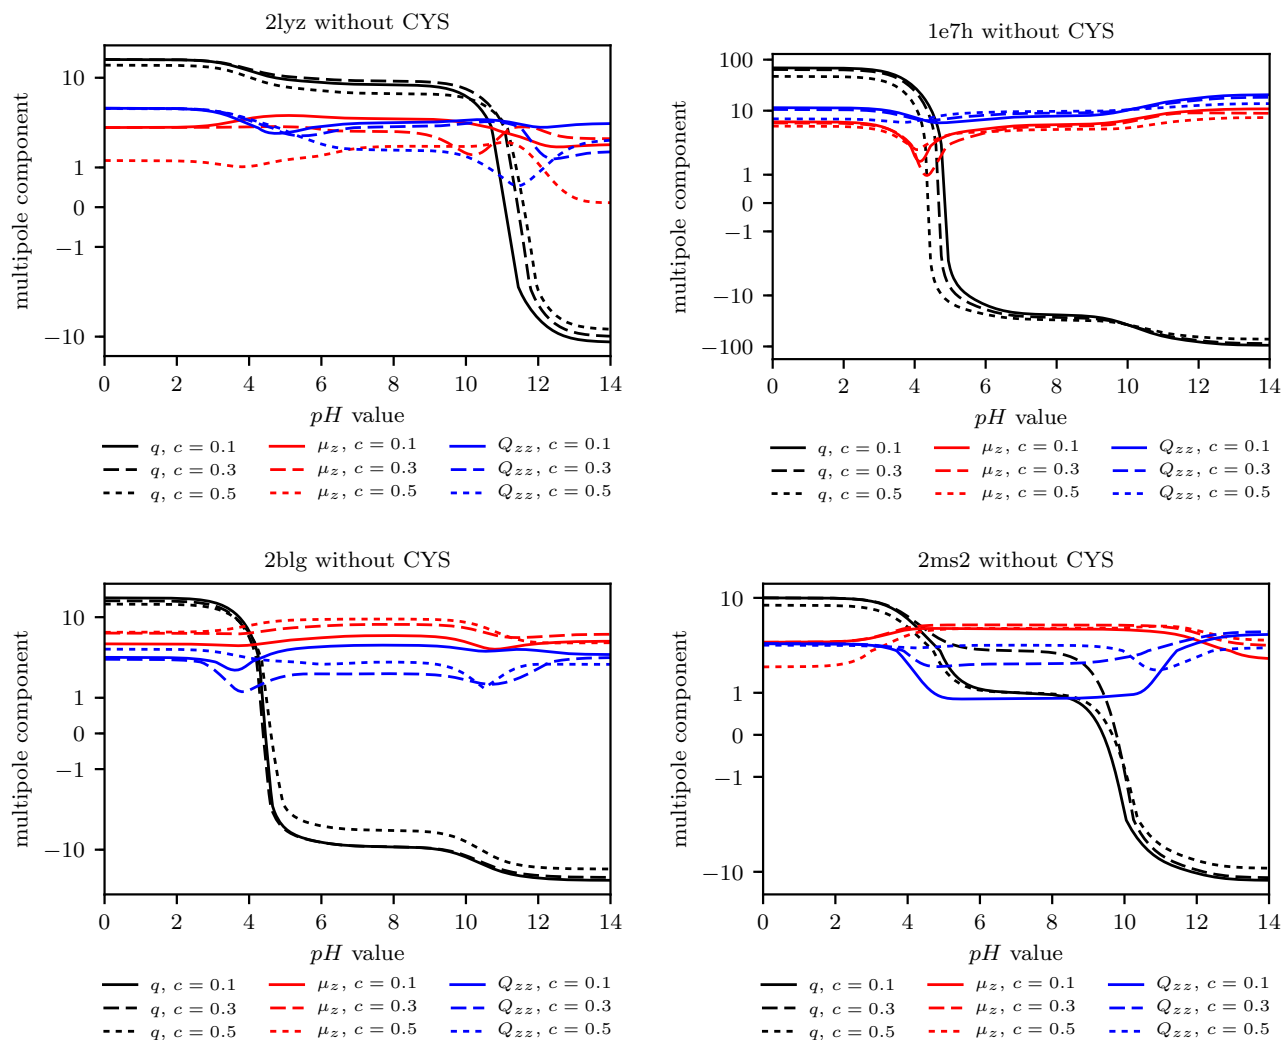 2lyz without CYS
multipole component
10
1
0
−1
−10
0 2 4 6 8 10 12 14
pH value
q, c = 0.1 μz, c = 0.1 Qzz, c = 0.1
q, c = 0.3 μz, c = 0.3 Qzz, c = 0.3
q, c = 0.5 μz, c = 0.5 Qzz, c = 0.5
1e7h without CYS
multipole component
100
10
1
0
−1
−10
−100
0 2 4 6 8 10 12 14
pH value
q, c = 0.1 μz, c = 0.1 Qzz, c = 0.1
q, c = 0.3 μz, c = 0.3 Qzz, c = 0.3
q, c = 0.5 μz, c = 0.5 Qzz, c = 0.5
2blg without CYS
multipole component
10
1
0
−1
−10
0 2 4 6 8 10 12 14
pH value
q, c = 0.1 μz, c = 0.1 Qzz, c = 0.1
q, c = 0.3 μz, c = 0.3 Qzz, c = 0.3
q, c = 0.5 μz, c = 0.5 Qzz, c = 0.5
2ms2 without CYS
multipole component
10
1
0
−1
−10
0 2 4 6 8 10 12 14
pH value
q, c = 0.1 μz, c = 0.1 Qzz, c = 0.1
q, c = 0.3 μz, c = 0.3 Qzz, c = 0.3
q, c = 0.5 μz, c = 0.5 Qzz, c = 0.5